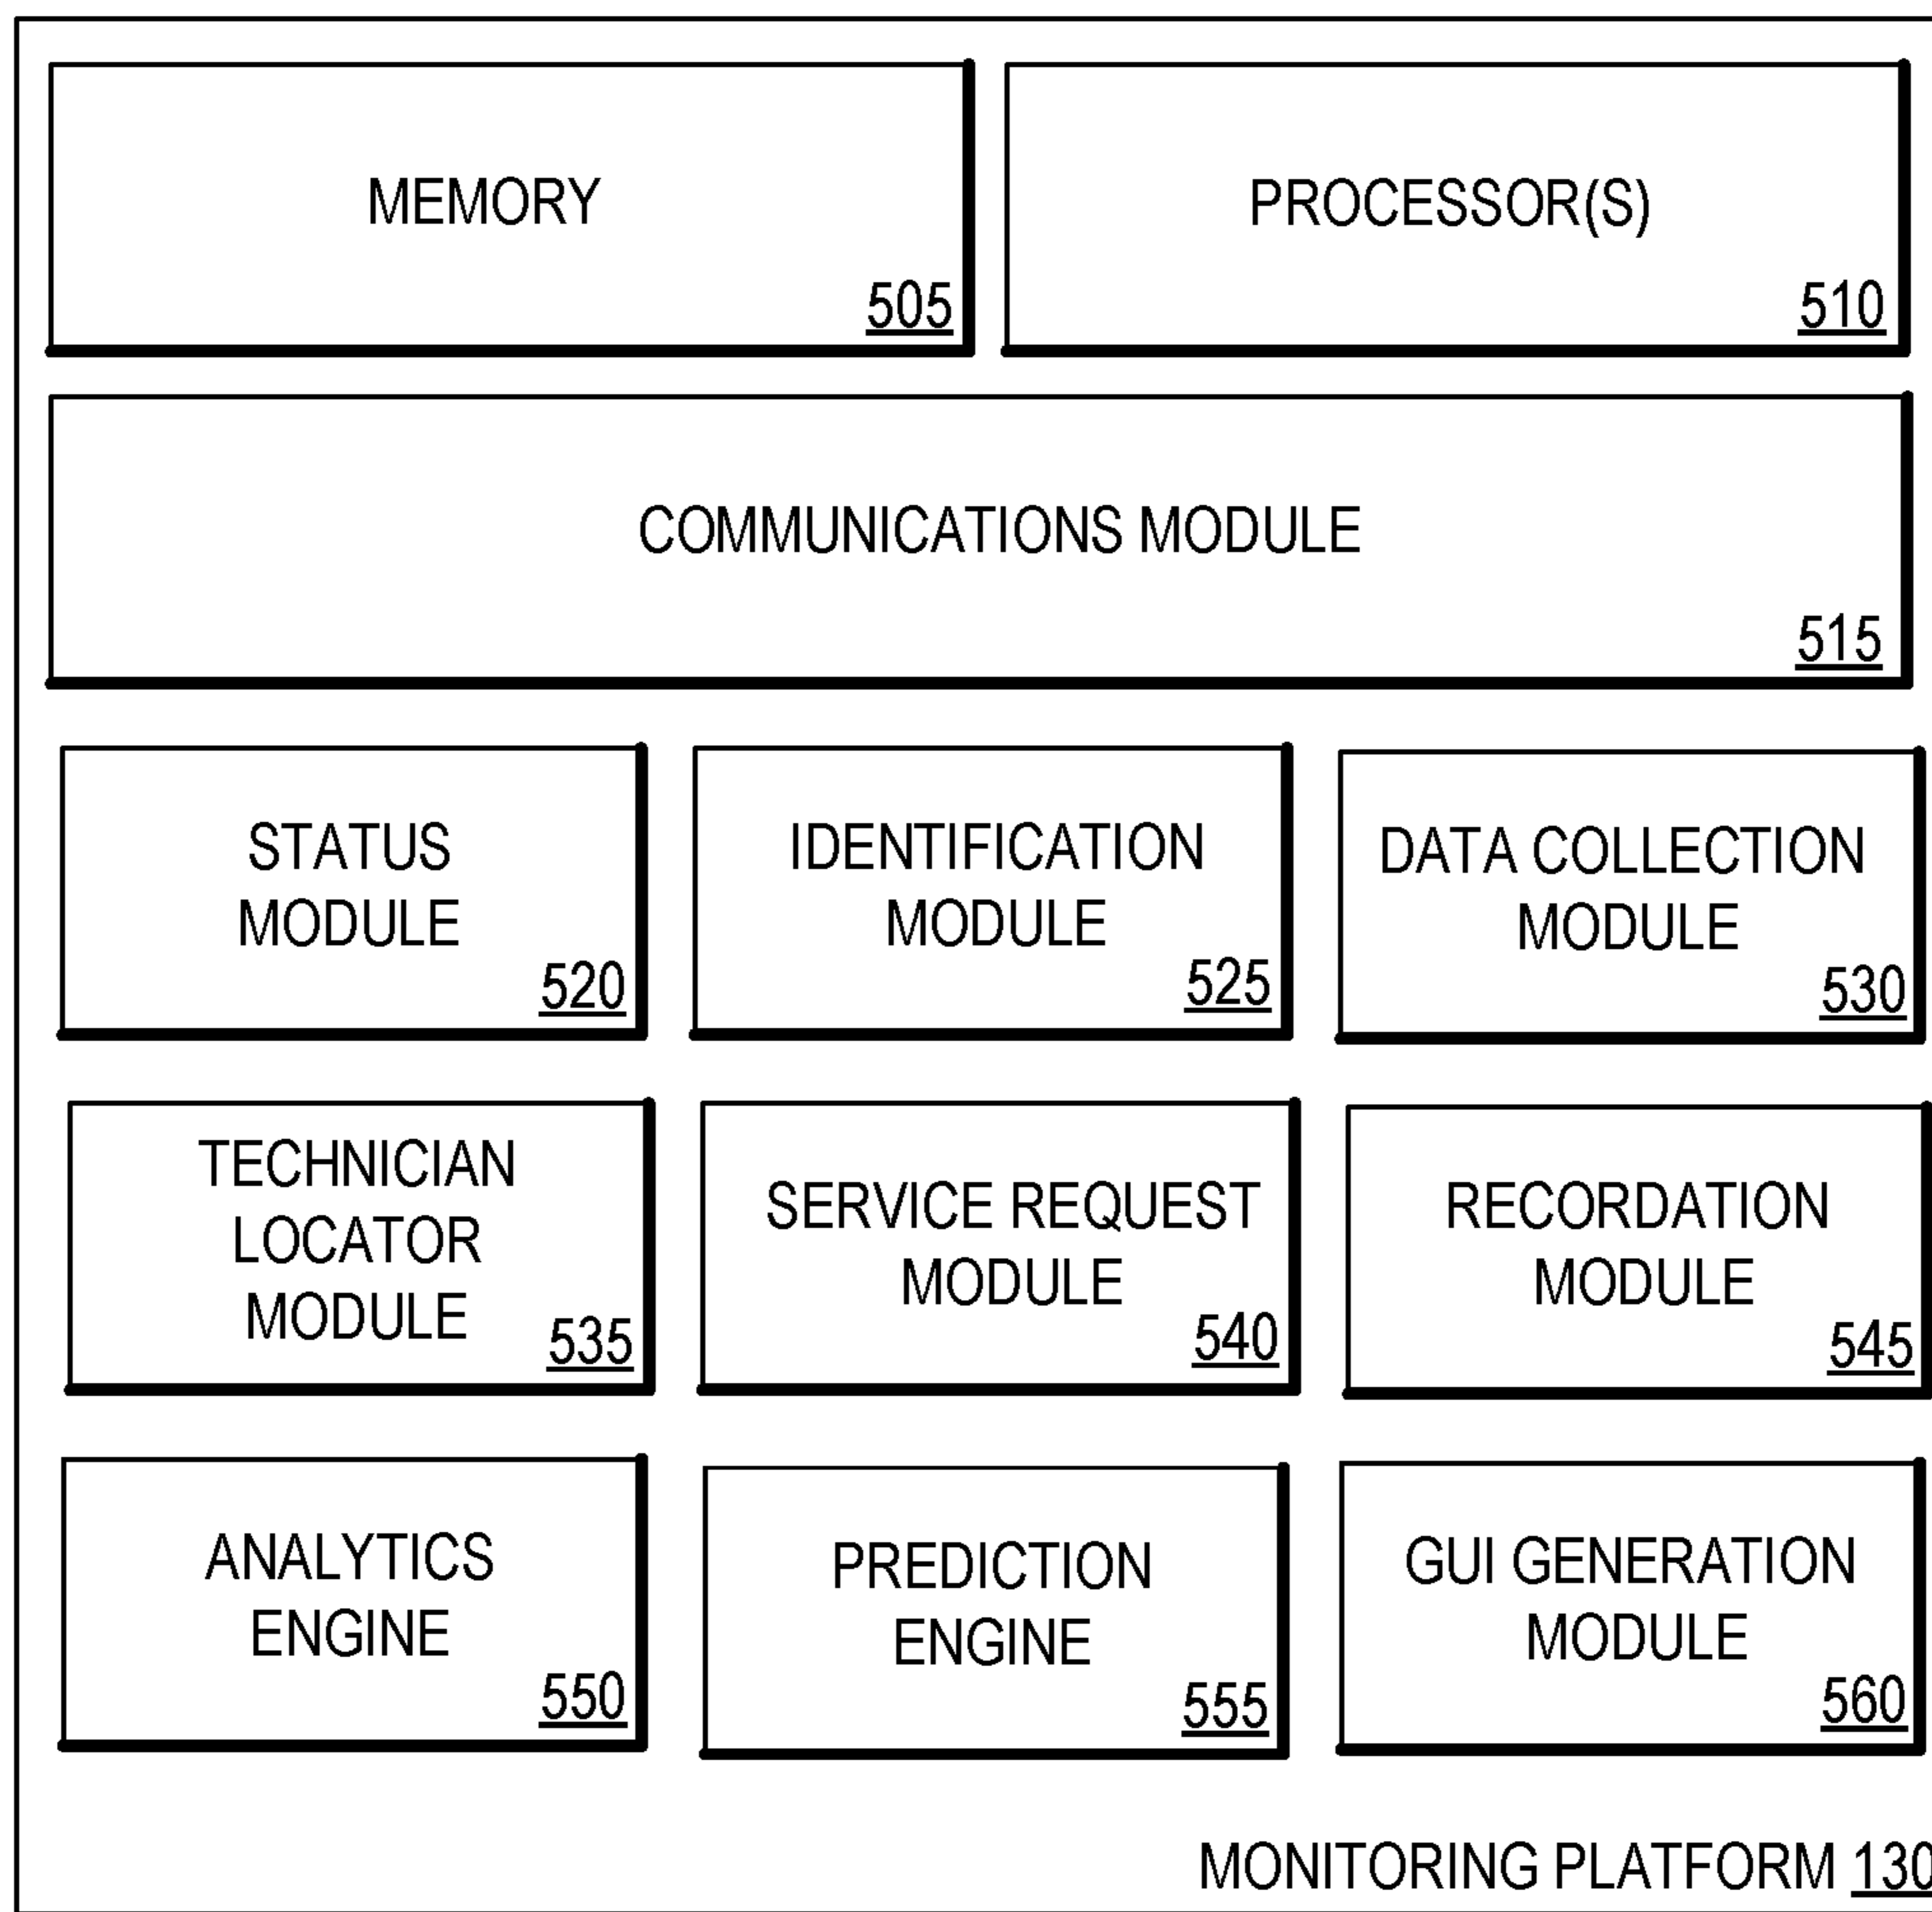 MEMORY
505
PROCESSOR(S)
510
COMMUNICATIONS MODULE
515
STATUS
MODULE
520
IDENTIFICATION
MODULE
525
DATA COLLECTION
MODULE
530
TECHNICIAN
LOCATOR
MODULE
535
SERVICE REQUEST
MODULE
540
RECORDATION
MODULE
545
ANALYTICS
ENGINE
550
PREDICTION
ENGINE
555
GUI GENERATION
MODULE
560
MONITORING PLATFORM 130